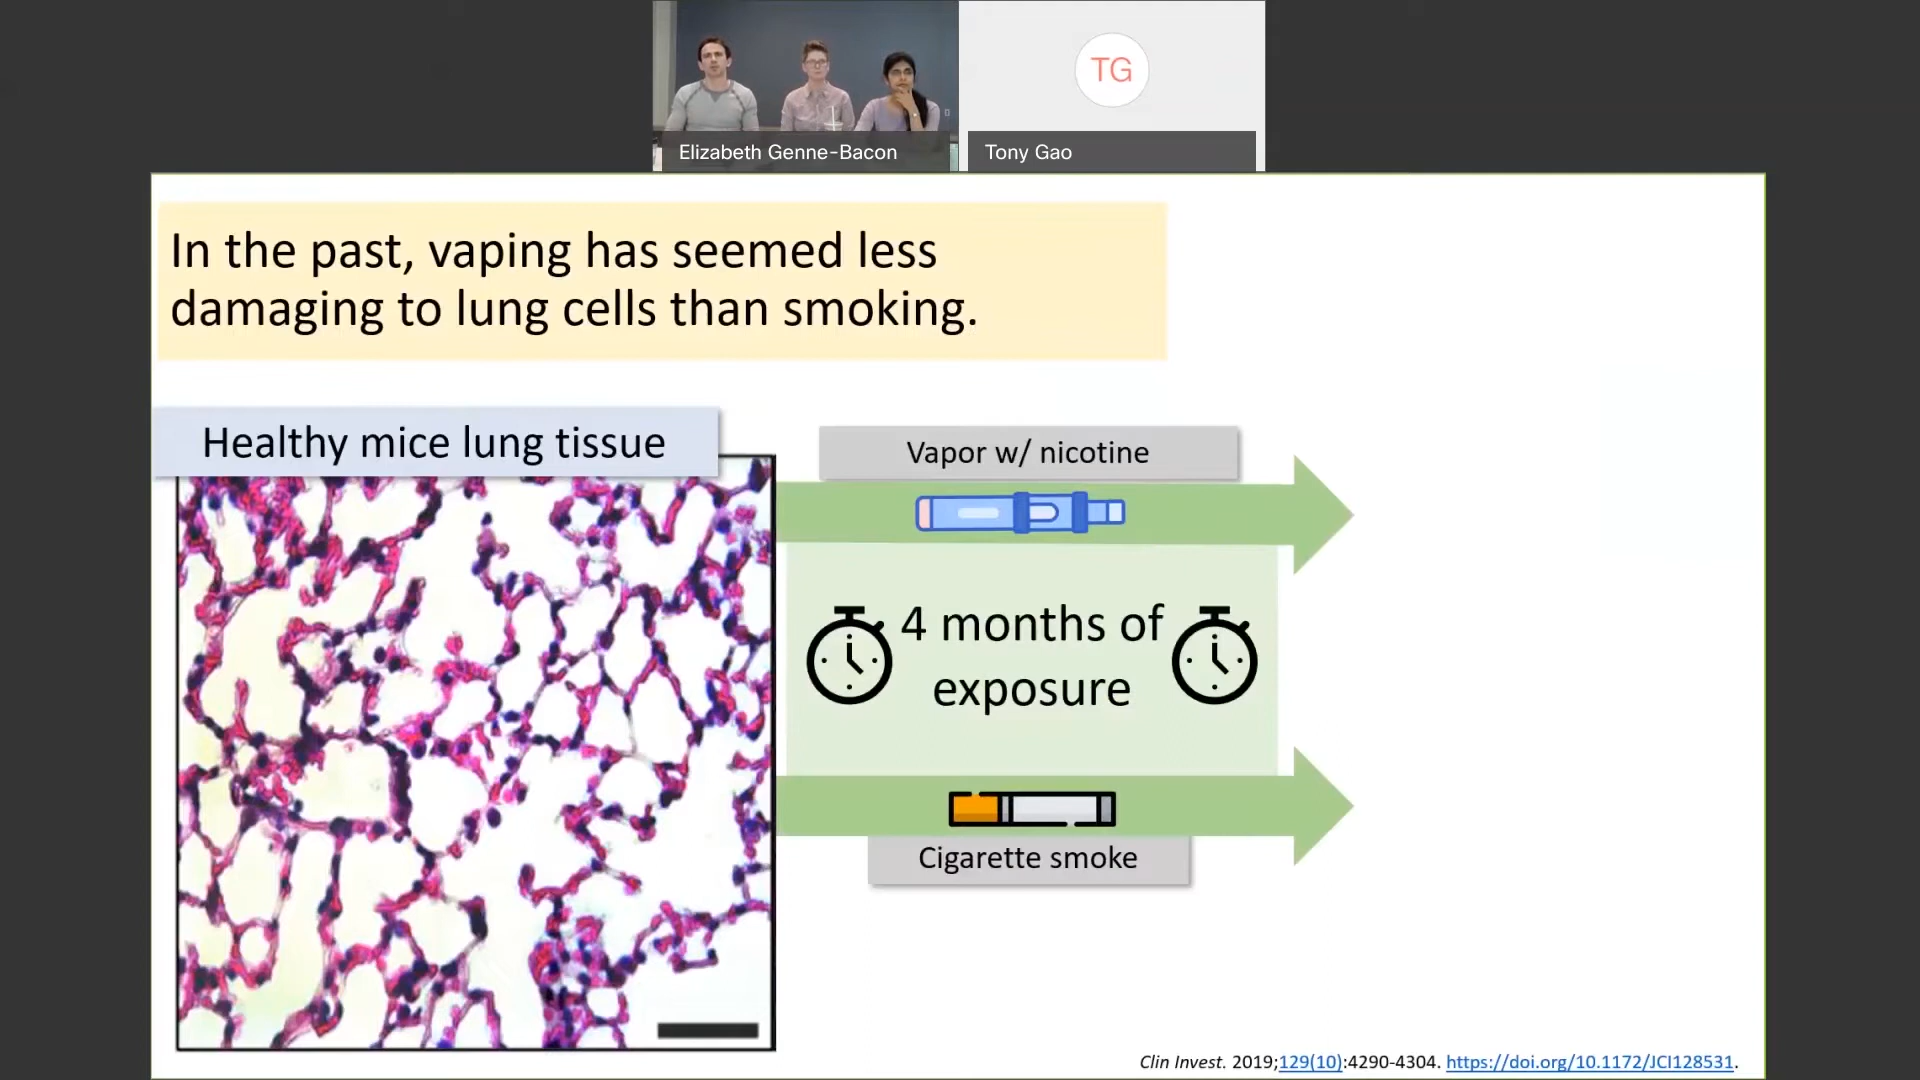 TG
Elizabeth Genne-Bacon
Tony Gao
In the past, vaping has seemed less
damaging to lung cells than smoking.
Healthy mice lung tissue
Vapor w/ nicotine
4 months of
exposure
Cigarette smoke
Clin Invest. 2019;129(10):4290-4304. https://doi.org/10.1172/JCI128531.